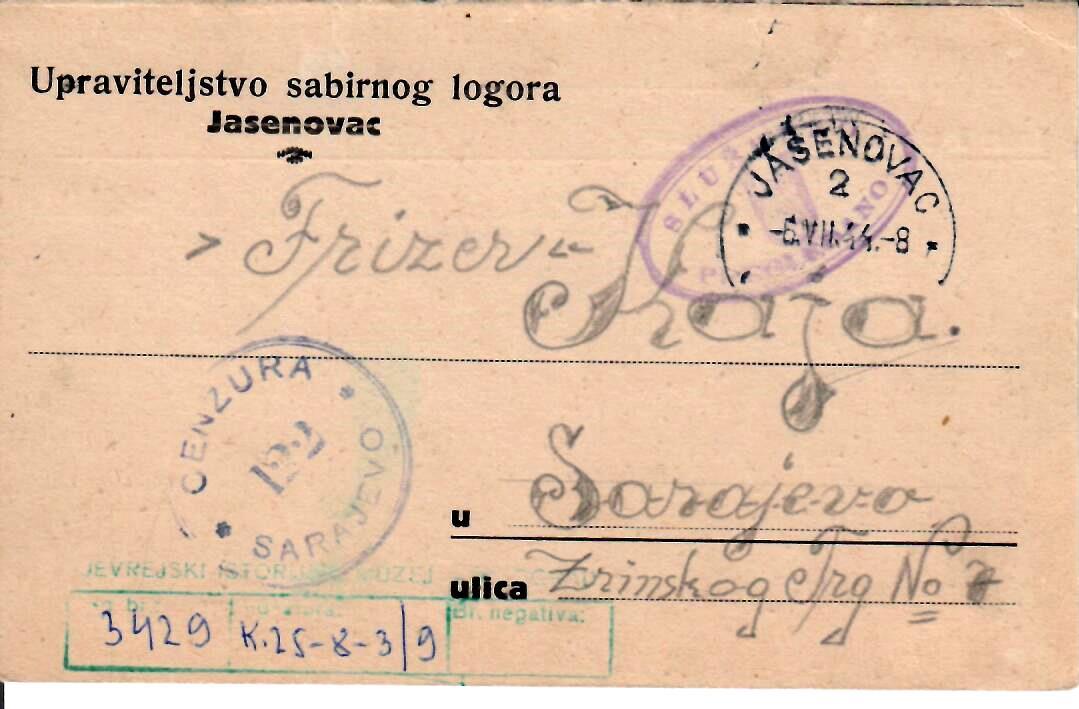 Upraviteljstvo sabirnog logora
Jasenovac
JASENOVAC
2
-6.VII.44.-8
Frizer
Kaja.
CENZURA
122
SARAJEVO
u Sarajevo
ulica Zrinskog Trg No 7
JEVREJSKI ISTORIJSKI MUZEJ
Br. negativa:
3429 K.25-8-3/9